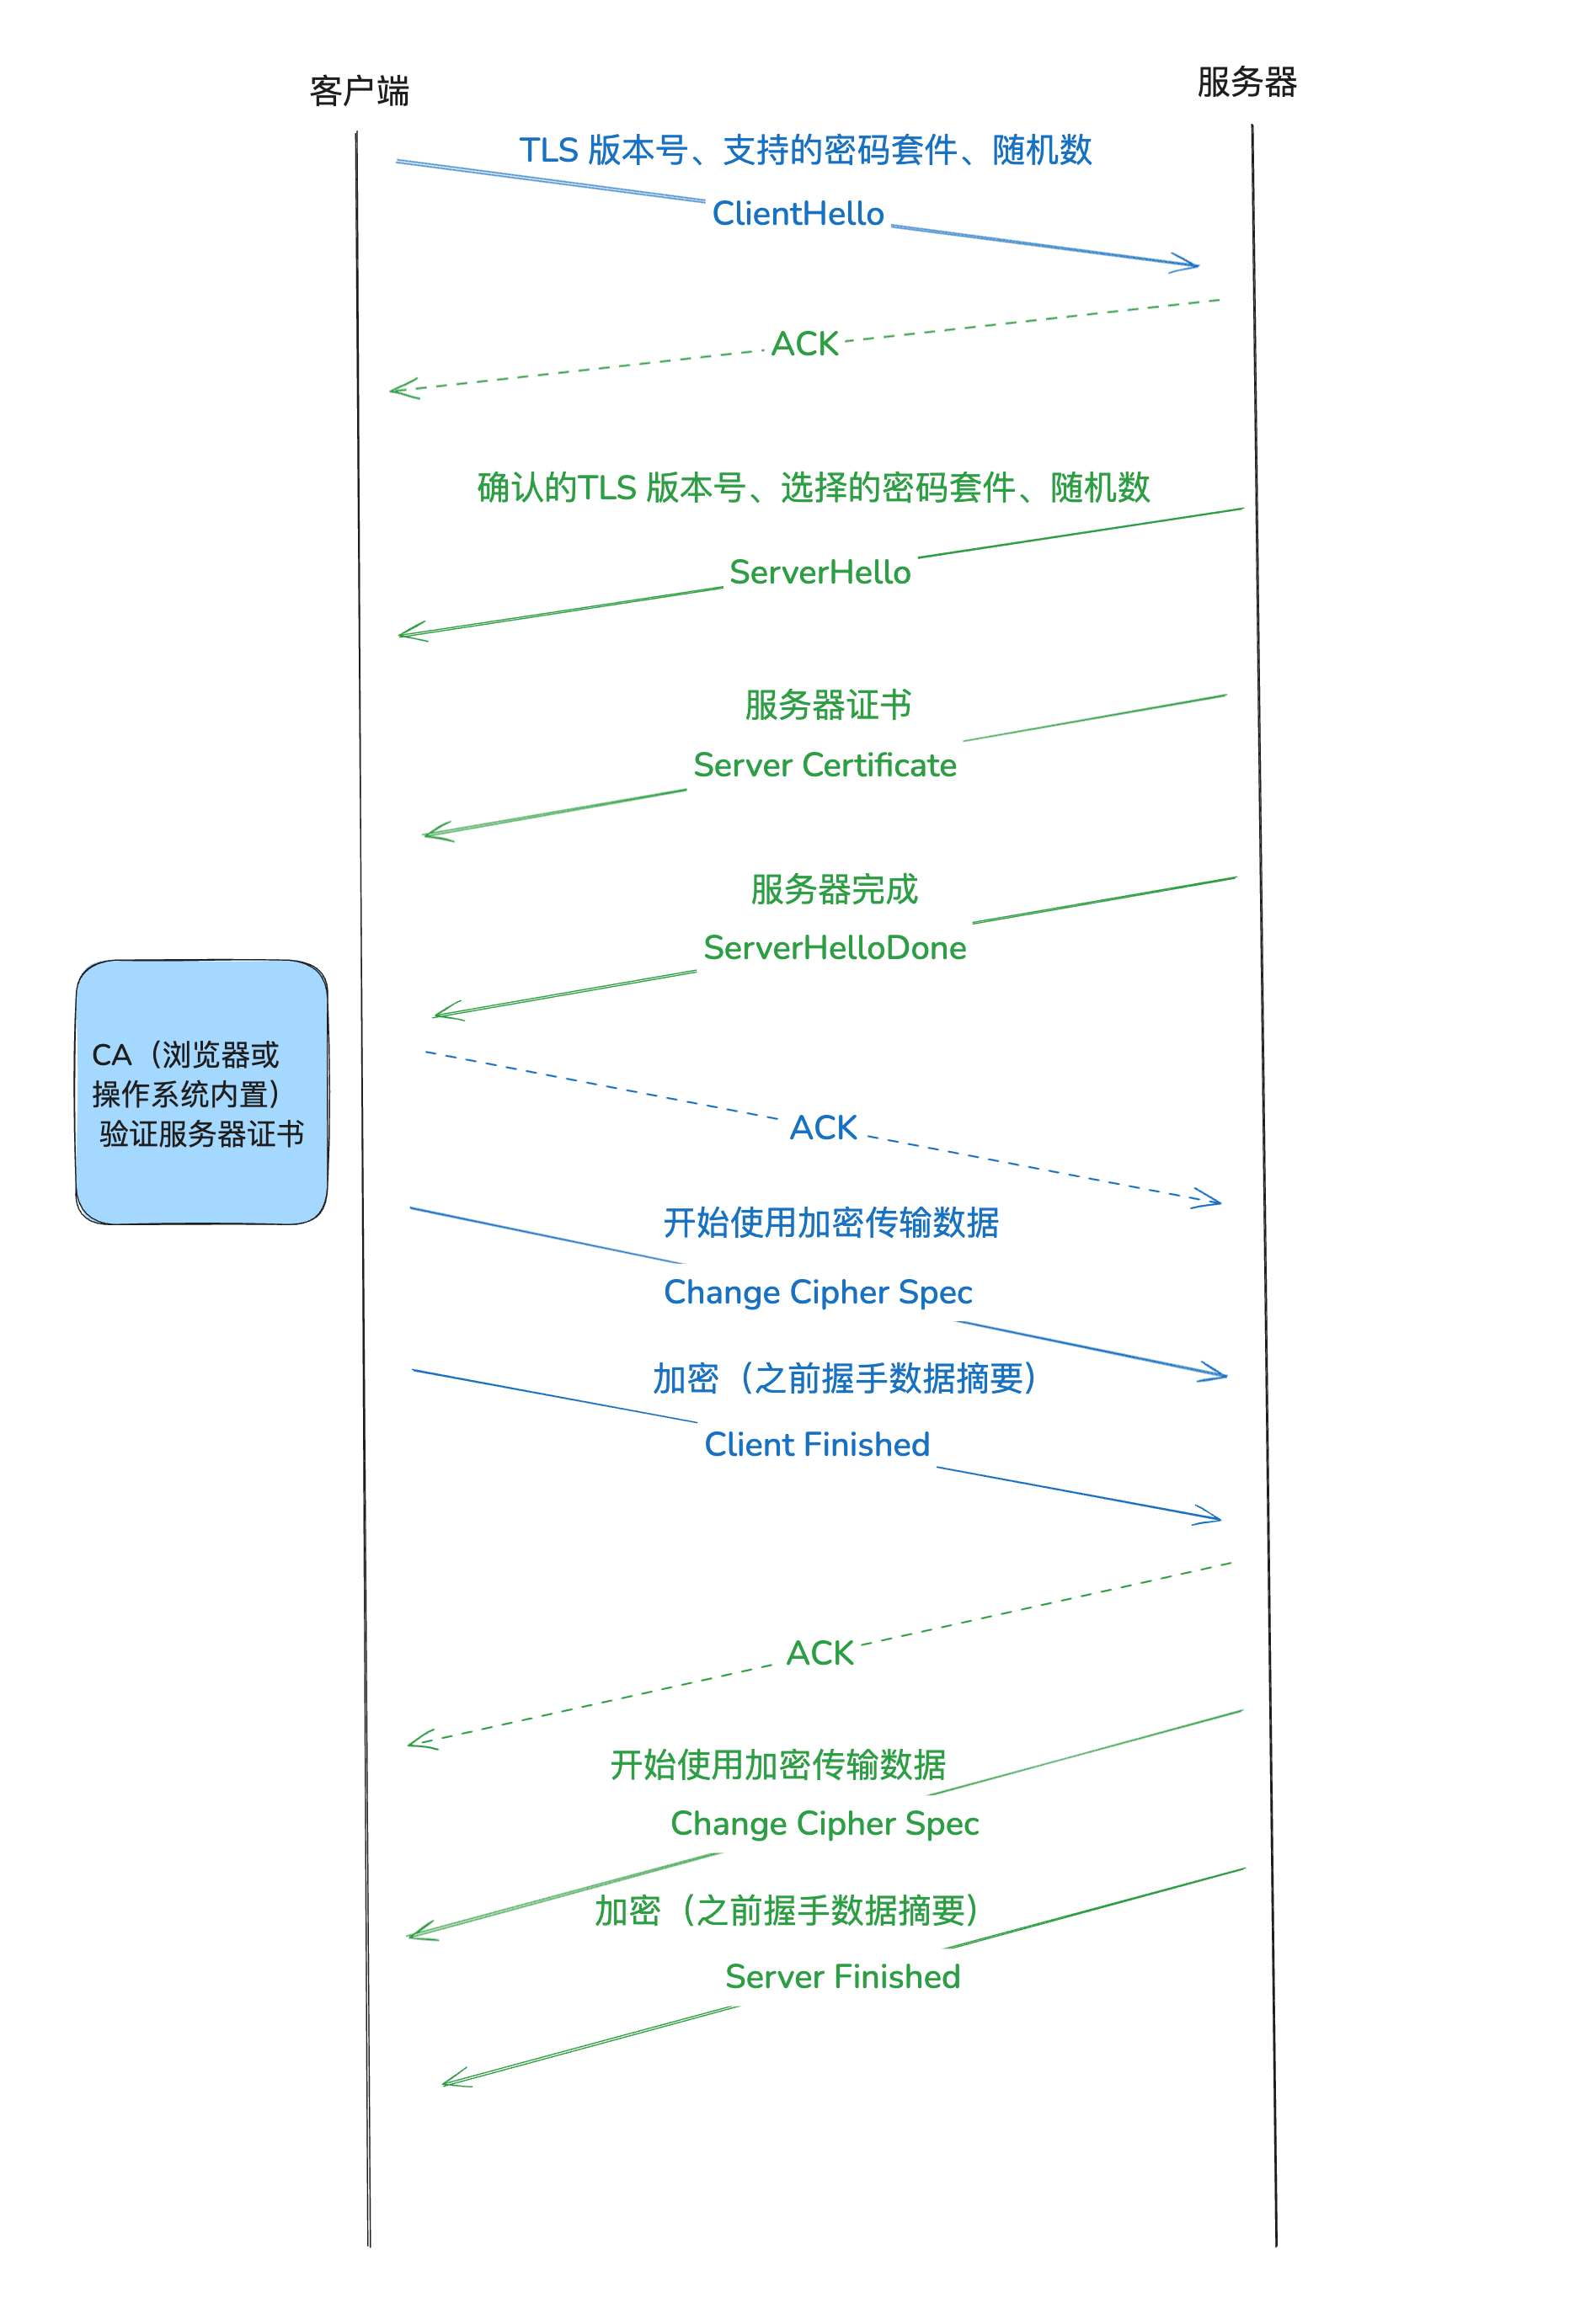 客户端
服务器
TLS 版本号、支持的密码套件、随机数
ClientHello
ACK
确认的TLS 版本号、选择的密码套件、随机数
ServerHello
服务器证书
Server Certificate
服务器完成
ServerHelloDone
CA（浏览器或
操作系统内置）
验证服务器证书
ACK
开始使用加密传输数据
Change Cipher Spec
加密（之前握手数据摘要）
Client Finished
ACK
开始使用加密传输数据
Change Cipher Spec
加密（之前握手数据摘要）
Server Finished